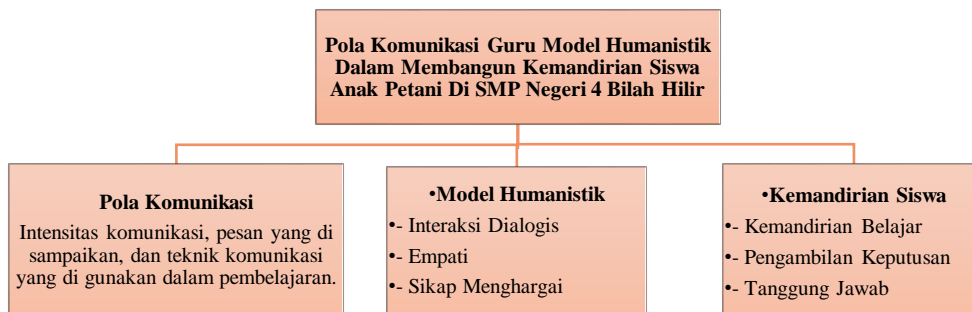 Pola Komunikasi Guru Model Humanistik
Dalam Membangun Kemandirian Siswa
Anak Petani Di SMP Negeri 4 Bilah Hilir
Pola Komunikasi
Intensitas komunikasi, pesan yang di
sampaikan, dan teknik komunikasi
yang di gunakan dalam pembelajaran.
•Model Humanistik
•- Interaksi Dialogis
•- Empati
•- Sikap Menghargai
•Kemandirian Siswa
•- Kemandirian Belajar
•- Pengambilan Keputusan
•- Tanggung Jawab